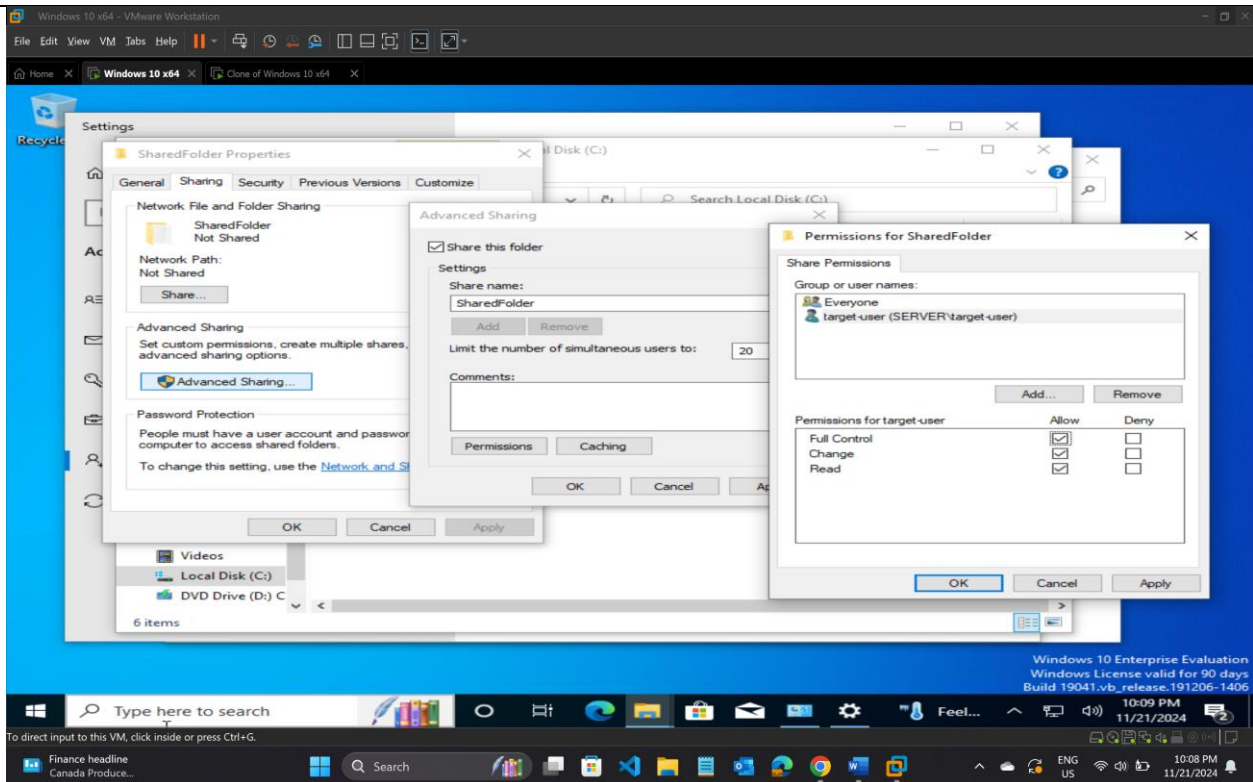 Windows 10 x64 - VMware Workstation
File Edit View VM Tabs Help
Home Windows 10 x64 Clone of Windows 10 x64
Recycle
Settings
SharedFolder Properties
General Sharing Security Previous Versions Customize
Network File and Folder Sharing
SharedFolder
Not Shared
Network Path:
Not Shared
Share...
Advanced Sharing
Set custom permissions, create multiple shares,
advanced sharing options.
Advanced Sharing...
Password Protection
People must have a user account and passwor
computer to access shared folders.
To change this setting, use the Network and S
OK Cancel Apply
Ac
Disk (C:)
Search Local Disk (C:)
Advanced Sharing
Share this folder
Settings
Share name:
SharedFolder
Add Remove
Limit the number of simultaneous users to: 20
Comments:
Permissions Caching
OK Cancel Ap
Permissions for SharedFolder
Share Permissions
Group or user names:
Everyone
target-user (SERVER\target-user)
Add... Remove
Permissions for target-user Allow Deny
Full Control
Change
Read
OK Cancel Apply
Videos
Local Disk (C:)
DVD Drive (D:) C
6 items
Windows 10 Enterprise Evaluation
Windows License valid for 90 days
Build 19041.vb_release.191206-1406
Type here to search
Feel...
10:09 PM
11/21/2024
2
To direct input to this VM, click inside or press Ctrl+G.
Finance headline
Canada Produce...
Search
ENG
US
10:08 PM
11/21/2024